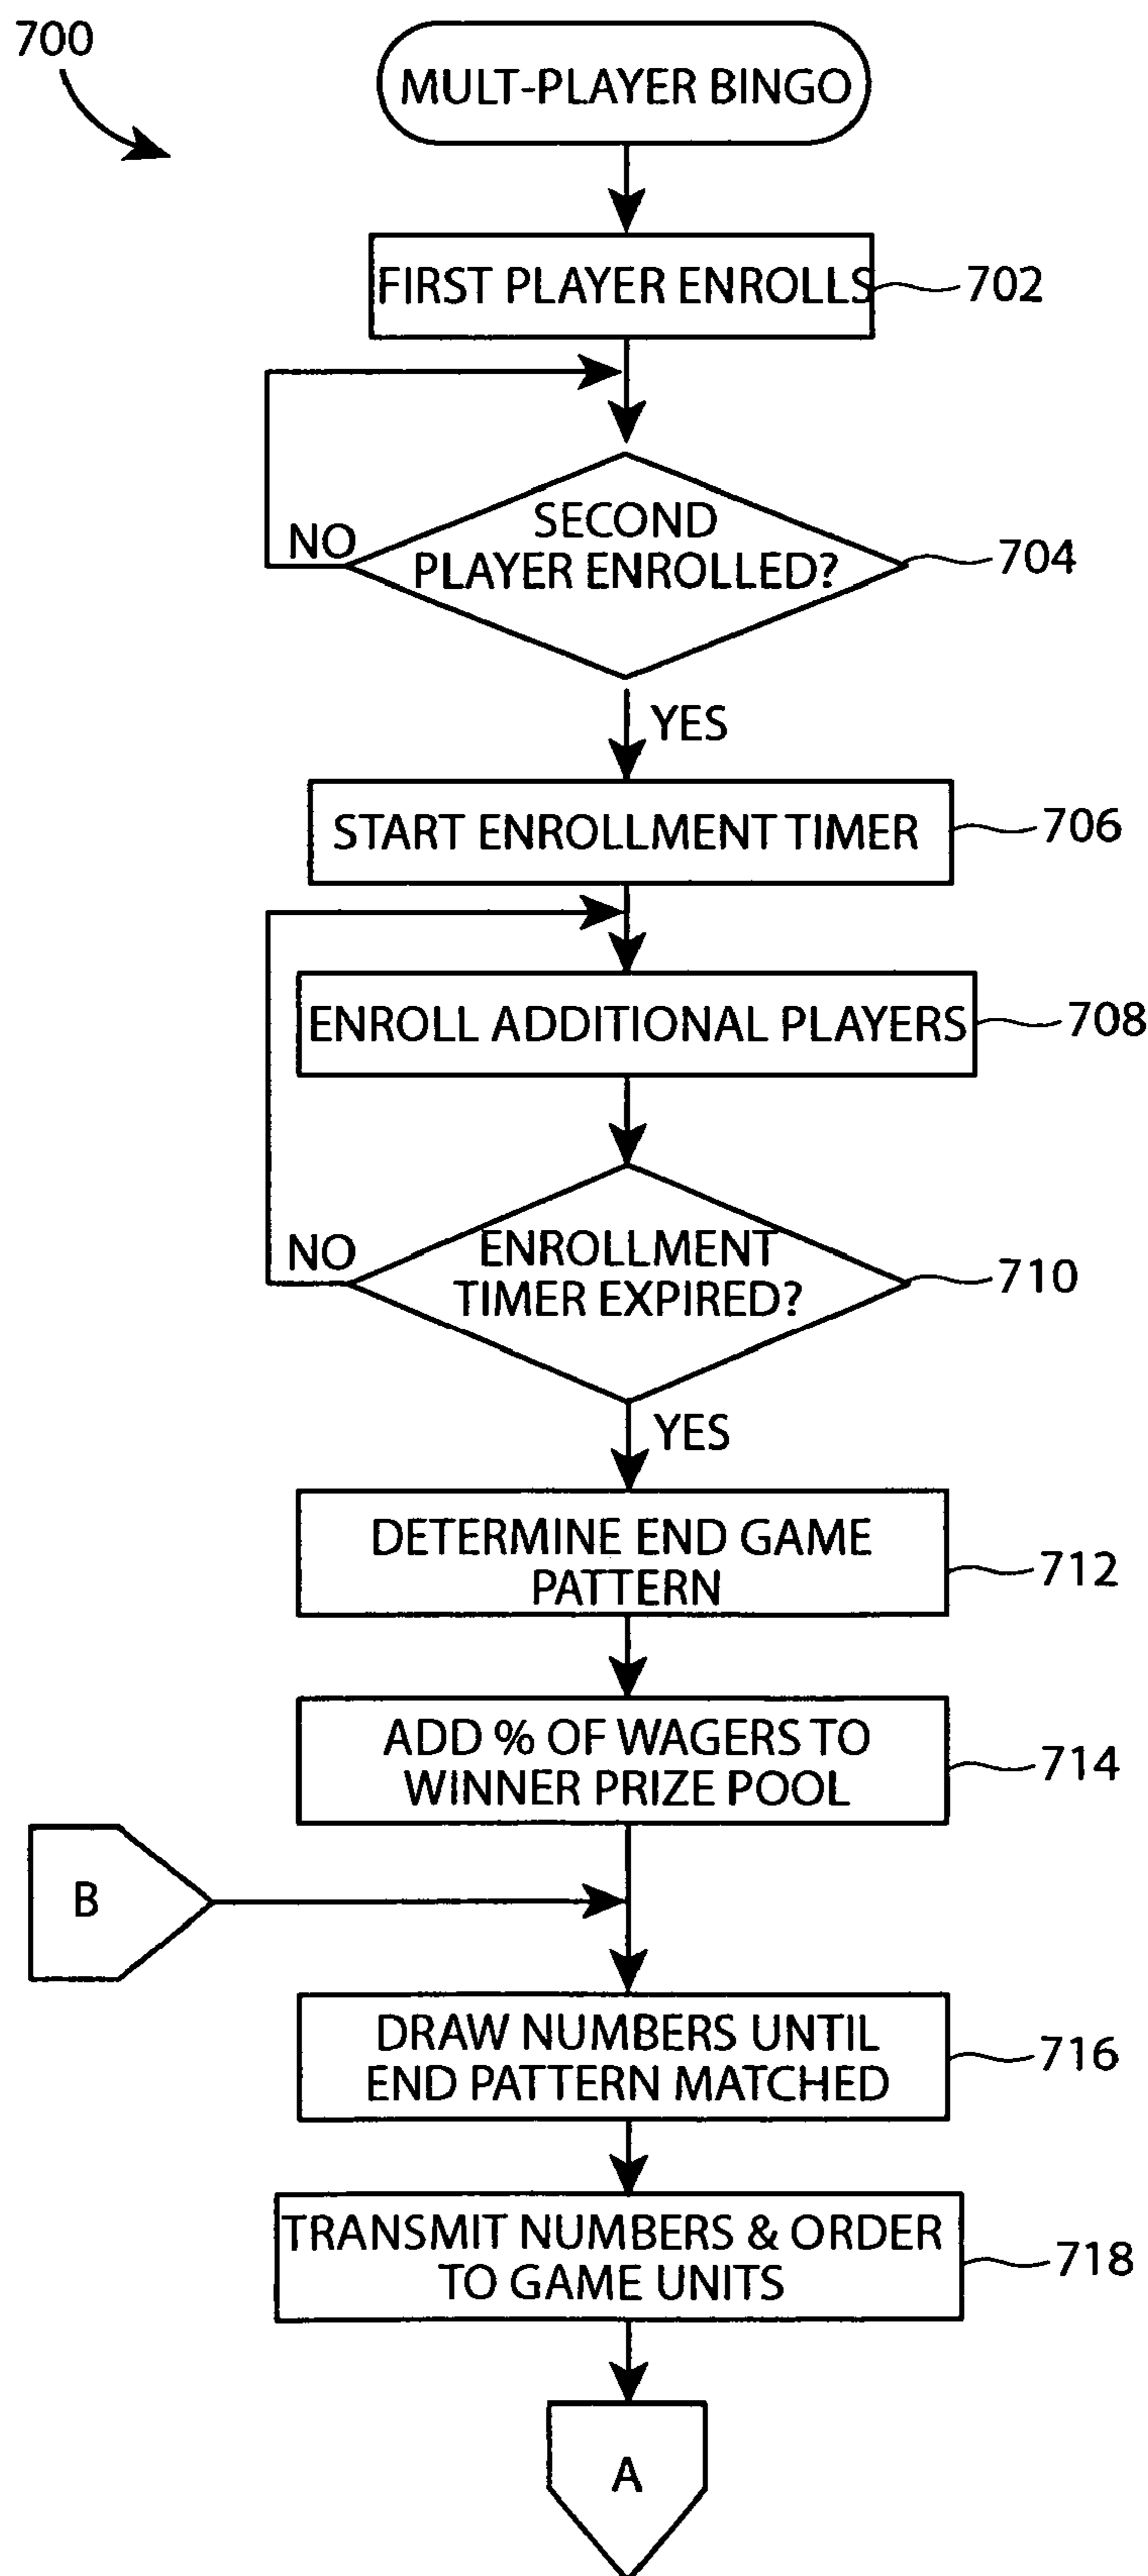 700
MULT-PLAYER BINGO
FIRST PLAYER ENROLLS
702
SECOND
PLAYER ENROLLED?
NO
704
YES
START ENROLLMENT TIMER
706
ENROLL ADDITIONAL PLAYERS
708
ENROLLMENT
TIMER EXPIRED?
NO
710
YES
DETERMINE END GAME
PATTERN
712
ADD % OF WAGERS TO
WINNER PRIZE POOL
714
B
DRAW NUMBERS UNTIL
END PATTERN MATCHED
716
TRANSMIT NUMBERS & ORDER
TO GAME UNITS
718
A